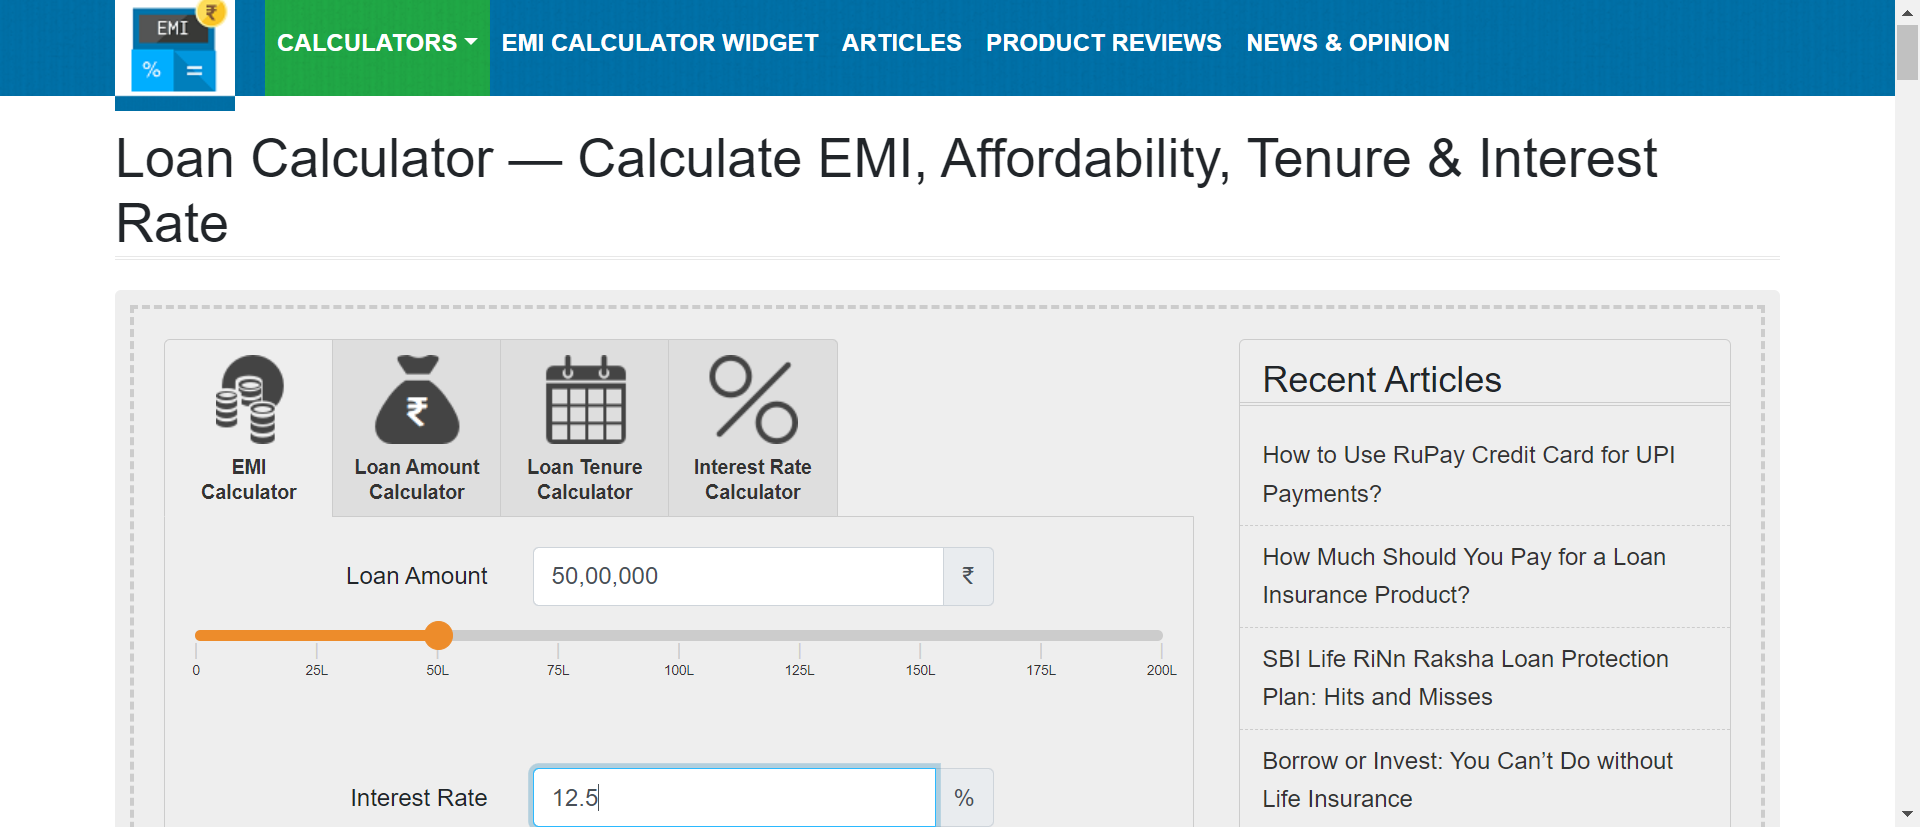 EMI
₹
% =
CALCULATORS EMI CALCULATOR WIDGET ARTICLES PRODUCT REVIEWS NEWS & OPINION
Loan Calculator — Calculate EMI, Affordability, Tenure & Interest
Rate
EMI
Calculator
₹
Loan Amount
Calculator
Loan Tenure
Calculator
Interest Rate
Calculator
Loan Amount 50,00,000 ₹
0 25L 50L 75L 100L 125L 150L 175L 200L
Interest Rate 12.5 %
Recent Articles
How to Use RuPay Credit Card for UPI
Payments?
How Much Should You Pay for a Loan
Insurance Product?
SBI Life RiNn Raksha Loan Protection
Plan: Hits and Misses
Borrow or Invest: You Can’t Do without
Life Insurance